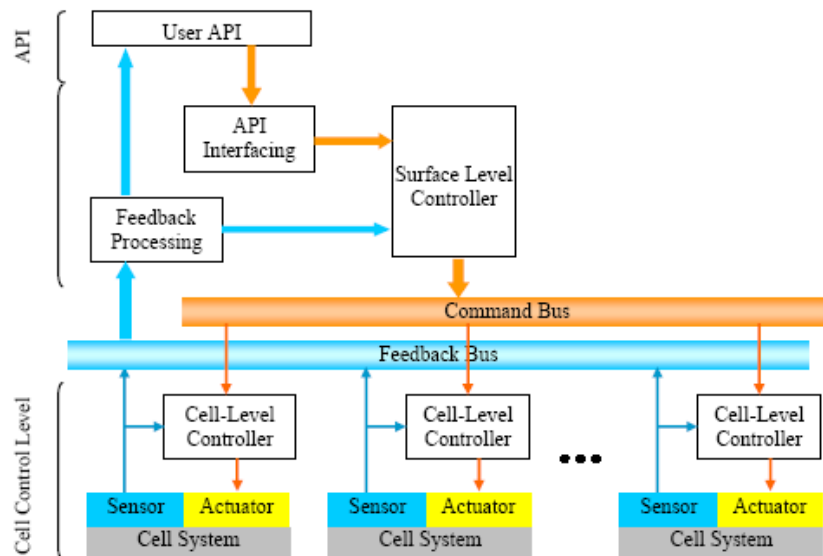 API
User API
API
Interfacing
Surface Level
Controller
Feedback
Processing
Command Bus
Feedback Bus
Cell Control Level
Cell-Level
Controller
Cell-Level
Controller
Cell-Level
Controller
Sensor
Actuator
Sensor
Actuator
Sensor
Actuator
Cell System
Cell System
Cell System